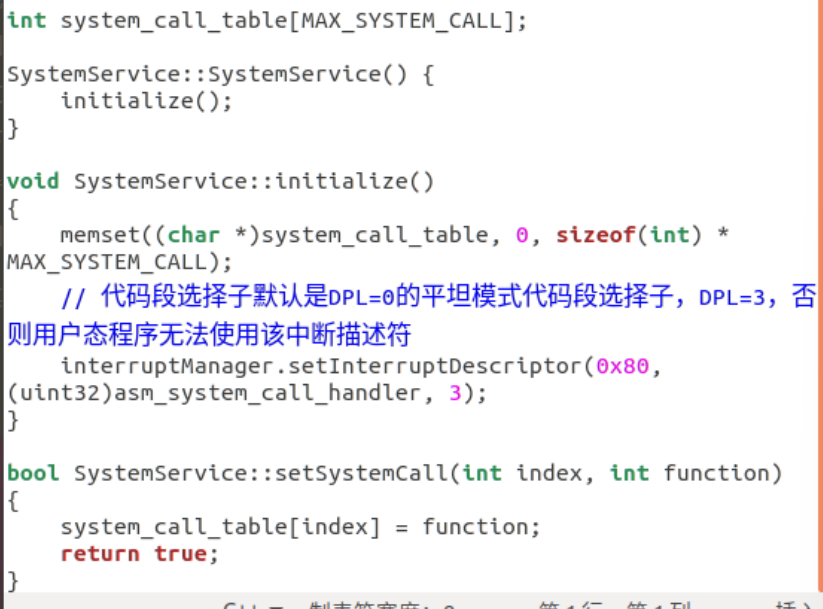 int system_call_table[MAX_SYSTEM_CALL];
SystemService::SystemService() {
    initialize();
}
void SystemService::initialize()
{
    memset((char *)system_call_table, 0, sizeof(int) *
MAX_SYSTEM_CALL);
    // 代码段选择子默认是DPL=0的平坦模式代码段选择子，DPL=3，否
则用户态程序无法使用该中断描述符
    interruptManager.setInterruptDescriptor(0x80,
(uint32)asm_system_call_handler, 3);
}
bool SystemService::setSystemCall(int index, int function)
{
    system_call_table[index] = function;
    return true;
}